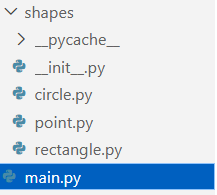 shapes
__pycache__
__init__.py
circle.py
point.py
rectangle.py
main.py